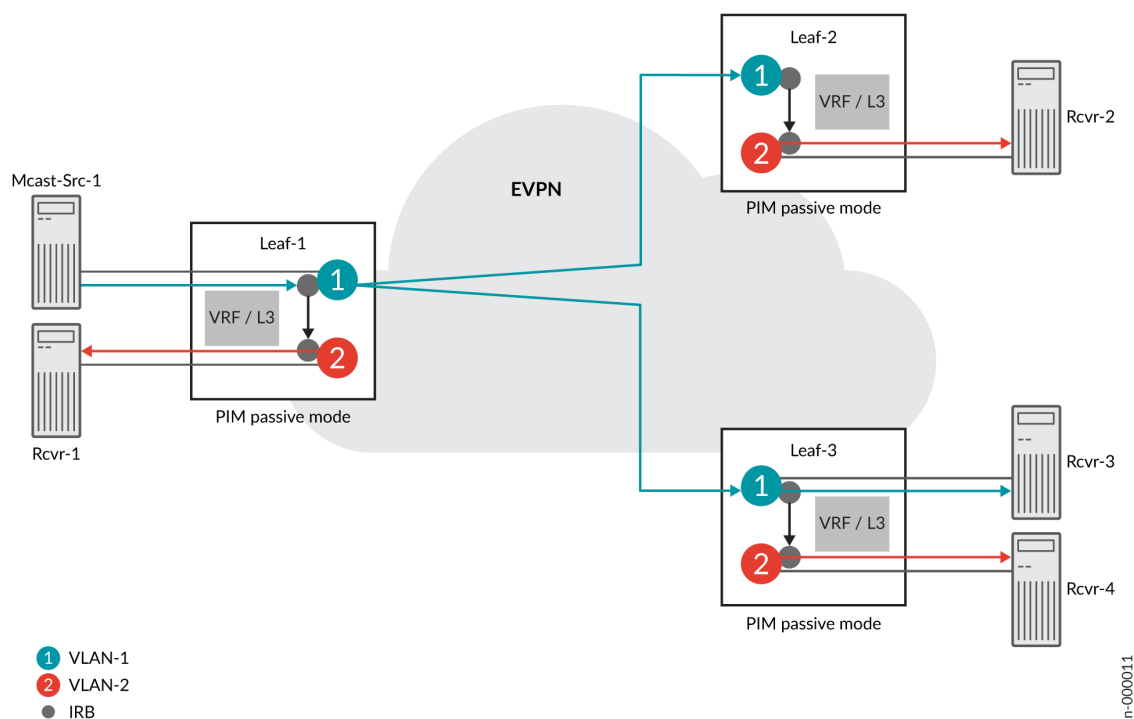 Leaf-2
1
VRF / L3
2
Rcvr-2
PIM passive mode
EVPN
Mcast-Src-1
Leaf-1
1
VRF / L3
2
PIM passive mode
Rcvr-1
Leaf-3
1
VRF / L3
2
Rcvr-3
Rcvr-4
PIM passive mode
1 VLAN-1
2 VLAN-2
IRB
n-000011